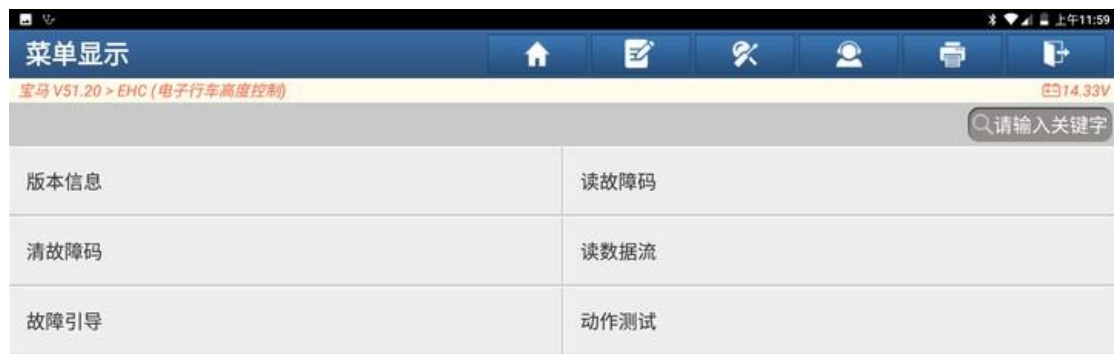 上午11:59
菜单显示
宝马 V51.20 > EHC (电子行车高度控制)
14.33V
请输入关键字
版本信息
读故障码
清故障码
读数据流
故障引导
动作测试